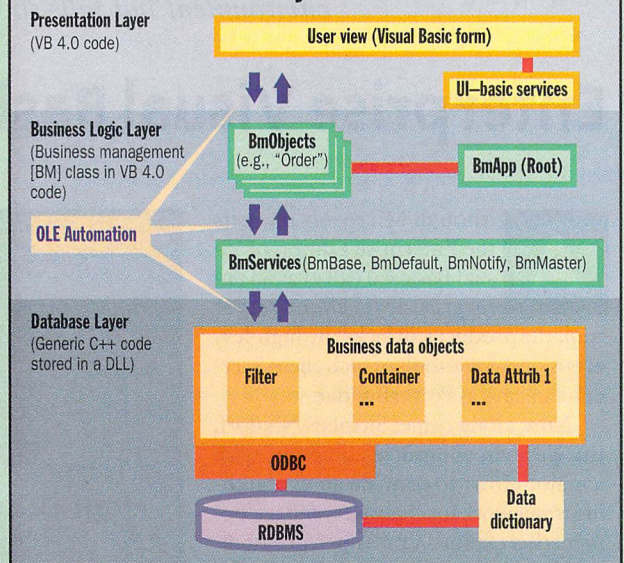 Presentation Layer
(VB 4.0 code)
User view (Visual Basic form)
UI–basic services
Business Logic Layer
(Business management
[BM] class in VB 4.0
code)
BmObjects
(e.g., “Order”)
BmApp (Root)
OLE Automation
BmServices (BmBase, BmDefault, BmNotify, BmMaster)
Database Layer
(Generic C++ code
stored in a DLL)
Business data objects
Filter
Container
...
Data Attrib 1
...
ODBC
RDBMS
Data
dictionary